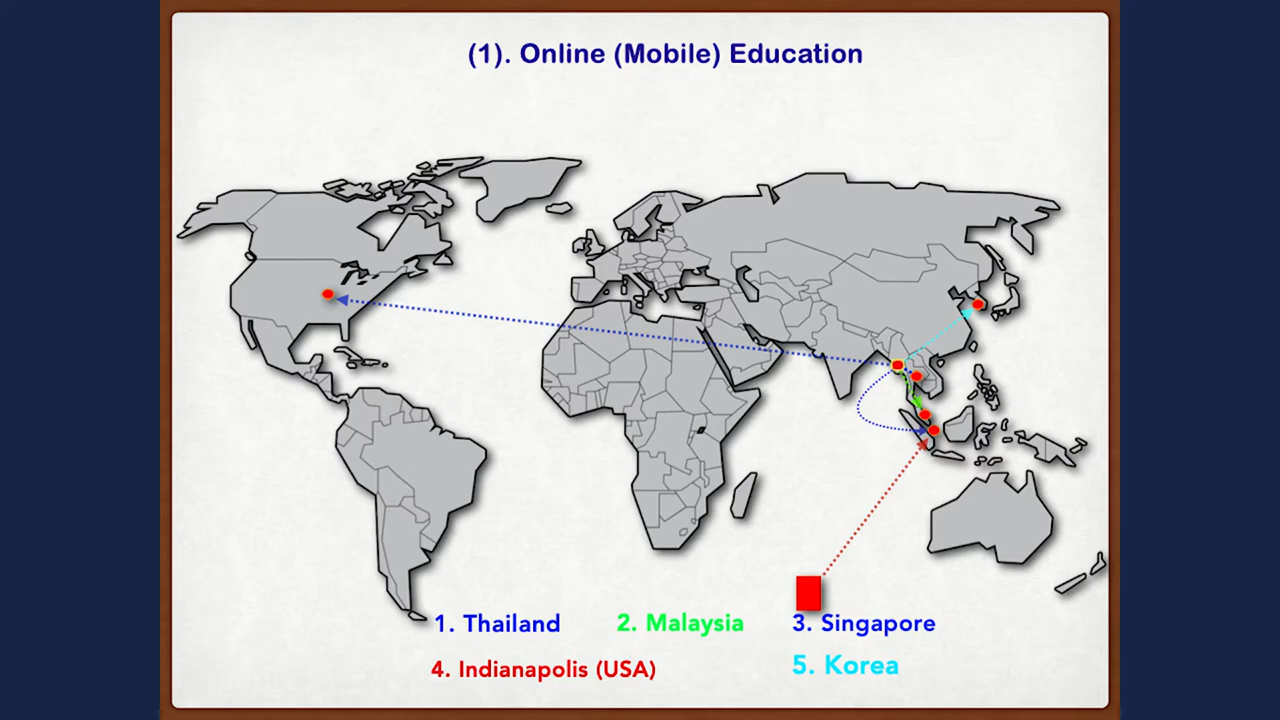 (1). Online (Mobile) Education
1. Thailand 2. Malaysia 3. Singapore
4. Indianapolis (USA) 5. Korea